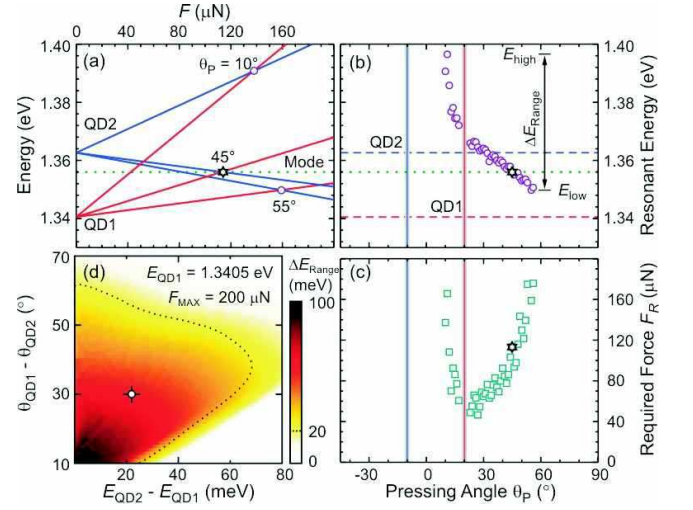 F (μN)
0 40 80 120 160
1.40
1.38
1.36
1.34
Energy (eV)
(a)
θP = 10°
QD2
45°
Mode
55°
QD1
(b)
Ehigh
ΔERange
QD2
Elow
QD1
1.40
1.38
1.36
1.34
Resonant Energy (eV)
70
50
30
10
θQD1 - θQD2 (°)
(d)
EQD1 = 1.3405 eV
FMAX = 200 μN
0 20 40 60 80
EQD2 - EQD1 (meV)
ΔERange
(meV)
100
20
0
(c)
160
120
80
40
0
Required Force FR (μN)
-30 0 30 60 90
Pressing Angle θP (°)